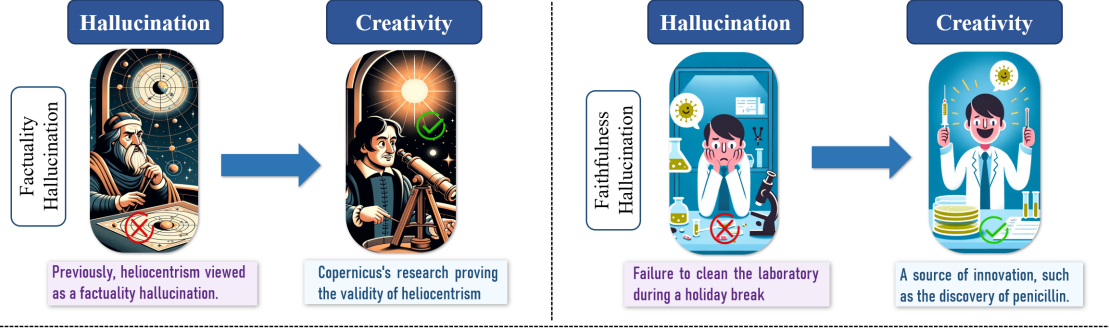 Hallucination
Creativity
Factuality
Hallucination
Previously, heliocentrism viewed
as a factuality hallucination.
Copernicus's research proving
the validity of heliocentrism
Hallucination
Creativity
Faithfulness
Hallucination
Failure to clean the laboratory
during a holiday break
A source of innovation, such
as the discovery of penicillin.